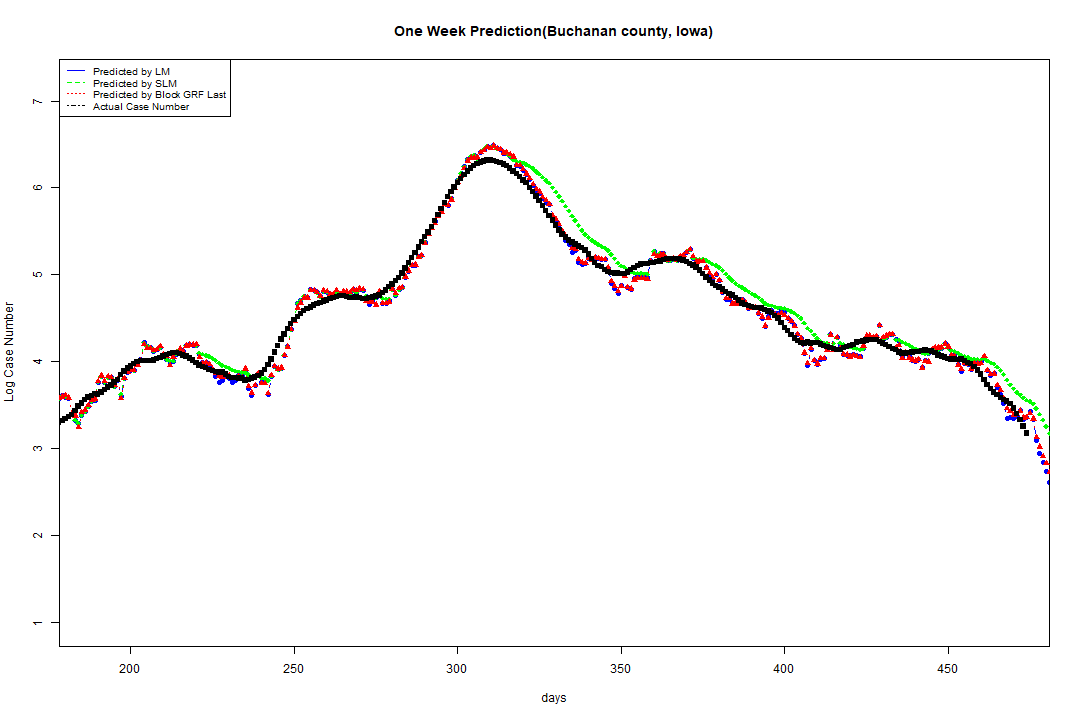 One Week Prediction(Buchanan county, Iowa)
Predicted by LM
Predicted by SLM
Predicted by Block GRF Last
Actual Case Number
7
6
5
4
3
2
1
Log Case Number
200 250 300 350 400 450
days